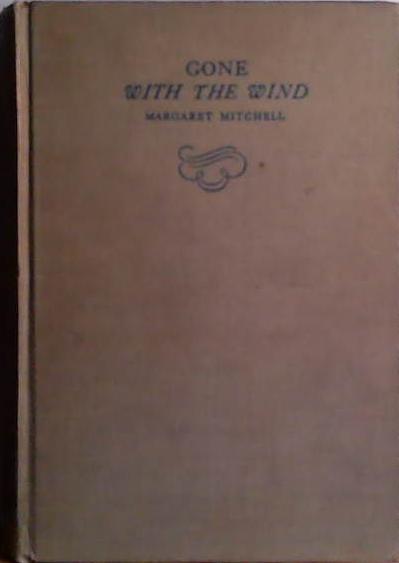 GONE
WITH THE WIND
MARGARET MITCHELL